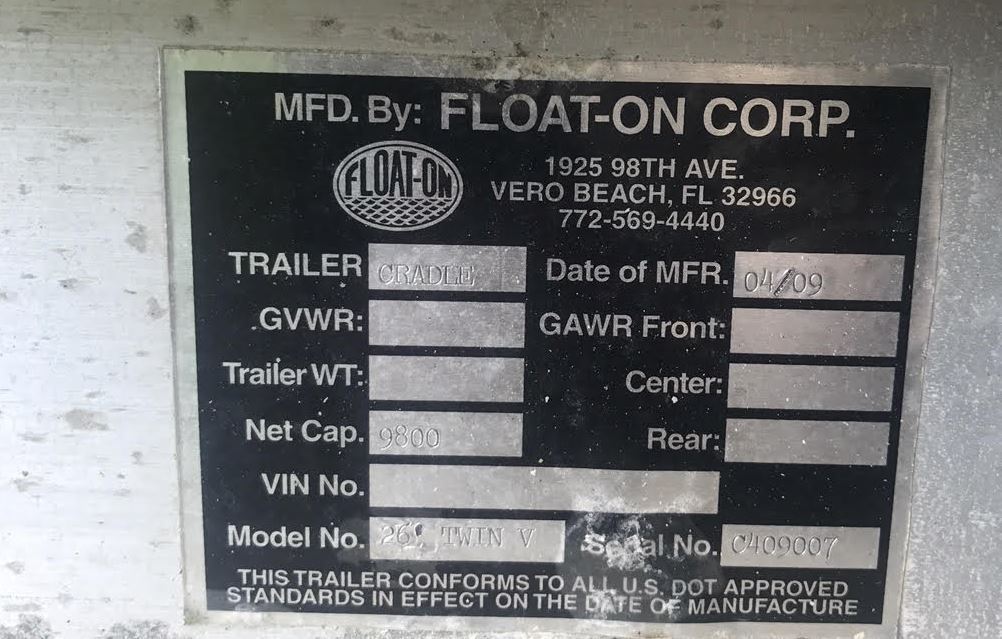 MFD. By: FLOAT-ON CORP.
FLOAT-ON
1925 98TH AVE.
VERO BEACH, FL 32966
772-569-4440
TRAILER CRADLE Date of MFR. 04/09
GVWR: GAWR Front:
Trailer WT: Center:
Net Cap. 9800 Rear:
VIN No.
Model No. TWIN V Serial No. C409007
THIS TRAILER CONFORMS TO ALL U.S. DOT APPROVED
STANDARDS IN EFFECT ON THE DATE OF MANUFACTURE